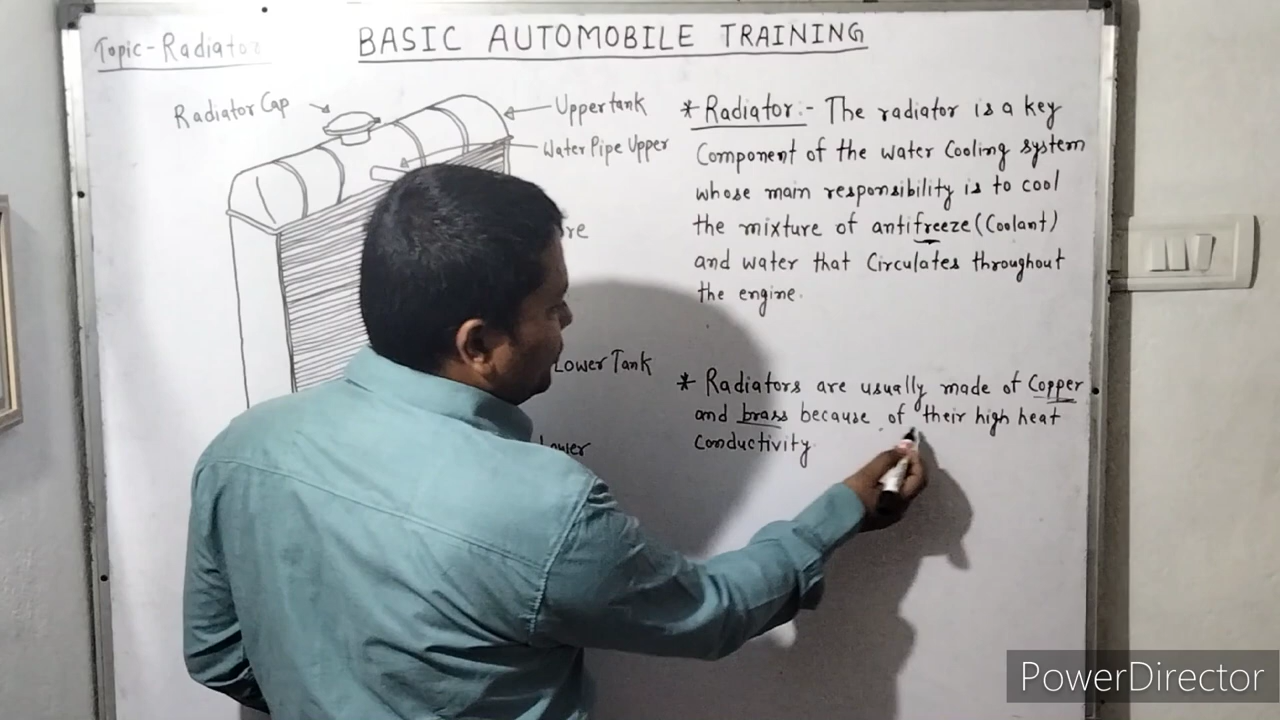 Topic-Radiator
BASIC AUTOMOBILE TRAINING
Radiator Cap
Upper tank
Water Pipe Upper
Lower Tank
Lower
* Radiator:- The radiator is a key
Component of the water Cooling system
whose main responsibility is to cool
the mixture of antifreeze (Coolant)
and water that Circulates throughout
the engine.
* Radiators are usually made of Copper
and brass because of their high heat
Conductivity
PowerDirector